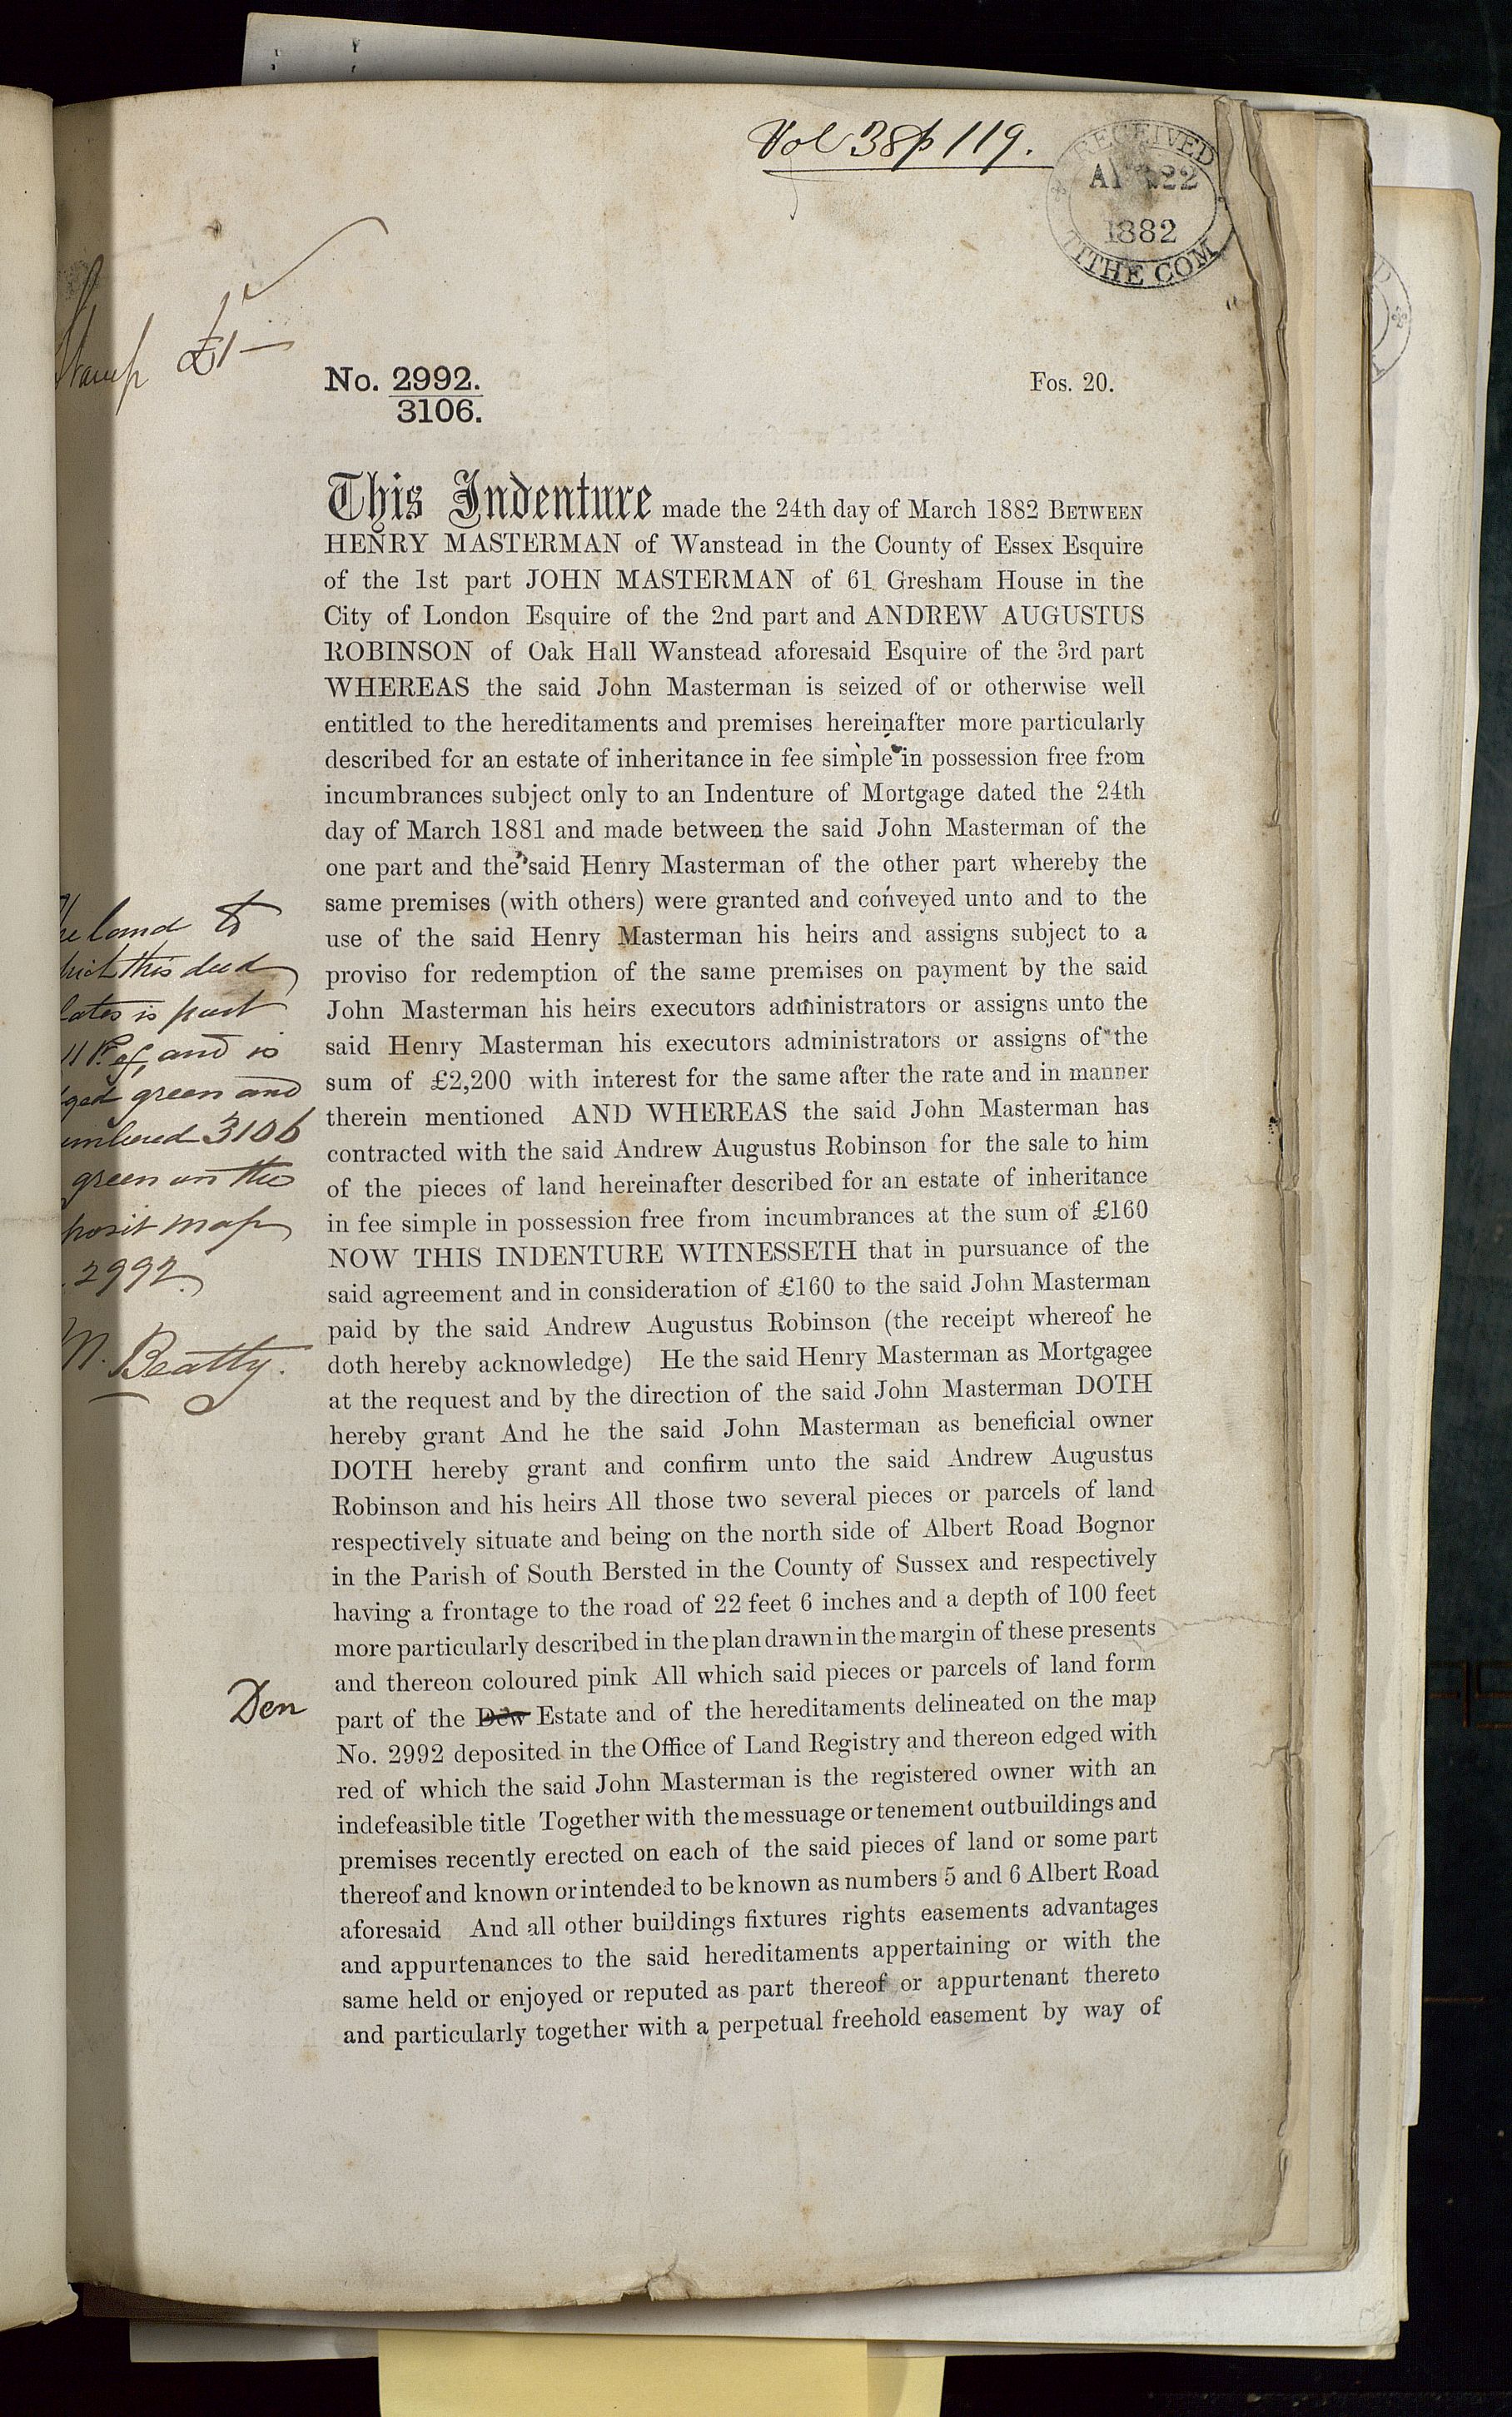 Vol 38 p 119.
RECEIVED
22
1882
TITHE COM
Stamp £1—
No. 2992.
3106.
Fos. 20.
This Indenture made the 24th day of March 1882 BETWEEN
HENRY MASTERMAN of Wanstead in the County of Essex Esquire
of the 1st part JOHN MASTERMAN of 61 Gresham House in the
City of London Esquire of the 2nd part and ANDREW AUGUSTUS
ROBINSON of Oak Hall Wanstead aforesaid Esquire of the 3rd part
WHEREAS the said John Masterman is seized of or otherwise well
entitled to the hereditaments and premises hereinafter more particularly
described for an estate of inheritance in fee simple in possession free from
incumbrances subject only to an Indenture of Mortgage dated the 24th
day of March 1881 and made between the said John Masterman of the
one part and the said Henry Masterman of the other part whereby the
same premises (with others) were granted and conveyed unto and to the
use of the said Henry Masterman his heirs and assigns subject to a
proviso for redemption of the same premises on payment by the said
John Masterman his heirs executors administrators or assigns unto the
said Henry Masterman his executors administrators or assigns of the
sum of £2,200 with interest for the same after the rate and in manner
therein mentioned AND WHEREAS the said John Masterman has
contracted with the said Andrew Augustus Robinson for the sale to him
of the pieces of land hereinafter described for an estate of inheritance
in fee simple in possession free from incumbrances at the sum of £160
NOW THIS INDENTURE WITNESSETH that in pursuance of the
said agreement and in consideration of £160 to the said John Masterman
paid by the said Andrew Augustus Robinson (the receipt whereof he
doth hereby acknowledge) He the said Henry Masterman as Mortgagee
at the request and by the direction of the said John Masterman DOTH
hereby grant And he the said John Masterman as beneficial owner
DOTH hereby grant and confirm unto the said Andrew Augustus
Robinson and his heirs All those two several pieces or parcels of land
respectively situate and being on the north side of Albert Road Bognor
in the Parish of South Bersted in the County of Sussex and respectively
having a frontage to the road of 22 feet 6 inches and a depth of 100 feet
more particularly described in the plan drawn in the margin of these presents
and thereon coloured pink All which said pieces or parcels of land form
part of the Dew Estate and of the hereditaments delineated on the map
No. 2992 deposited in the Office of Land Registry and thereon edged with
red of which the said John Masterman is the registered owner with an
indefeasible title Together with the messuage or tenement outbuildings and
premises recently erected on each of the said pieces of land or some part
thereof and known or intended to be known as numbers 5 and 6 Albert Road
aforesaid And all other buildings fixtures rights easements advantages
and appurtenances to the said hereditaments appertaining or with the
same held or enjoyed or reputed as part thereof or appurtenant thereto
and particularly together with a perpetual freehold easement by way of
he land to
hich this deed
lates is part
and is
ged green and
umbered 3106
green on the
posit map
2992.
Beatty.
Den